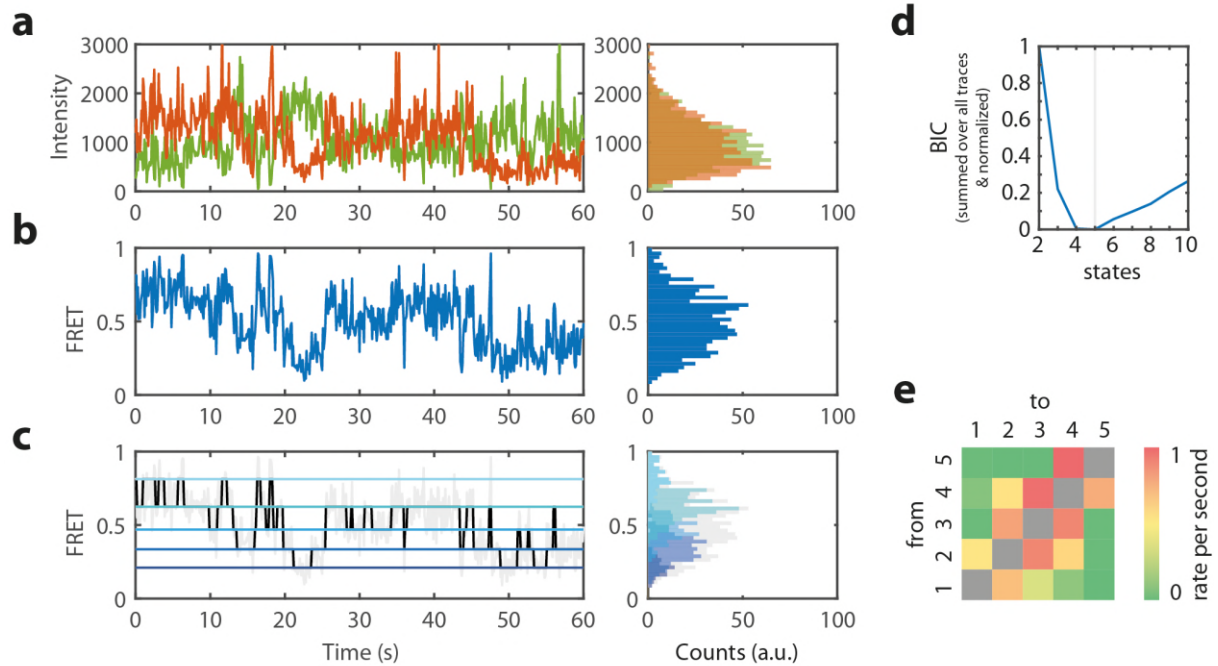 a
Intensity
3000
2000
1000
0
0 10 20 30 40 50 60
0 50 100
b
FRET
1
0.5
0
0 10 20 30 40 50 60
0 50 100
c
FRET
1
0.5
0
0 10 20 30 40 50 60
Time (s)
0 50 100
Counts (a.u.)
d
BIC
(summed over all traces
& normalized)
1
0.8
0.6
0.4
0.2
0
2 4 6 8 10
states
e
to
1 2 3 4 5
from
5
4
3
2
1
1
0
rate per second
3000
2000
1000
0
1
0.5
0
1
0.5
0